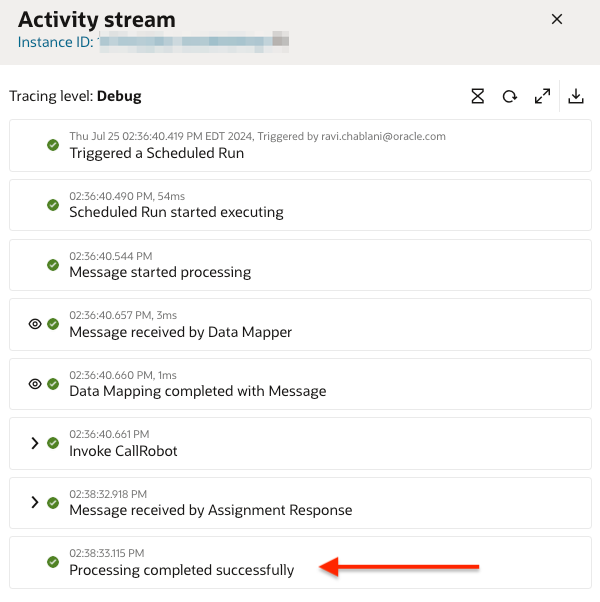 Activity stream
Instance ID:
Tracing level: Debug
Thu Jul 25 02:36:40.419 PM EDT 2024, Triggered by ravi.chablani@oracle.com
Triggered a Scheduled Run
02:36:40.490 PM, 54ms
Scheduled Run started executing
02:36:40.544 PM
Message started processing
02:36:40.657 PM, 3ms
Message received by Data Mapper
02:36:40.660 PM, 1ms
Data Mapping completed with Message
02:36:40.661 PM
Invoke CallRobot
02:38:32.918 PM
Message received by Assignment Response
02:38:33.115 PM
Processing completed successfully